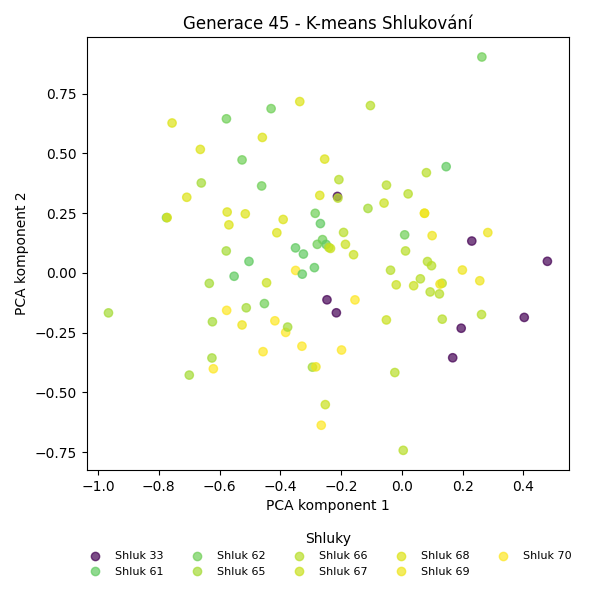 Generace 45 - K-means Shlukování
PCA komponent 2
0.75
0.50
0.25
0.00
−0.25
−0.50
−0.75
−1.0 −0.8 −0.6 −0.4 −0.2 0.0 0.2 0.4
PCA komponent 1
Shluky
Shluk 33 Shluk 62 Shluk 66 Shluk 68 Shluk 70
Shluk 61 Shluk 65 Shluk 67 Shluk 69